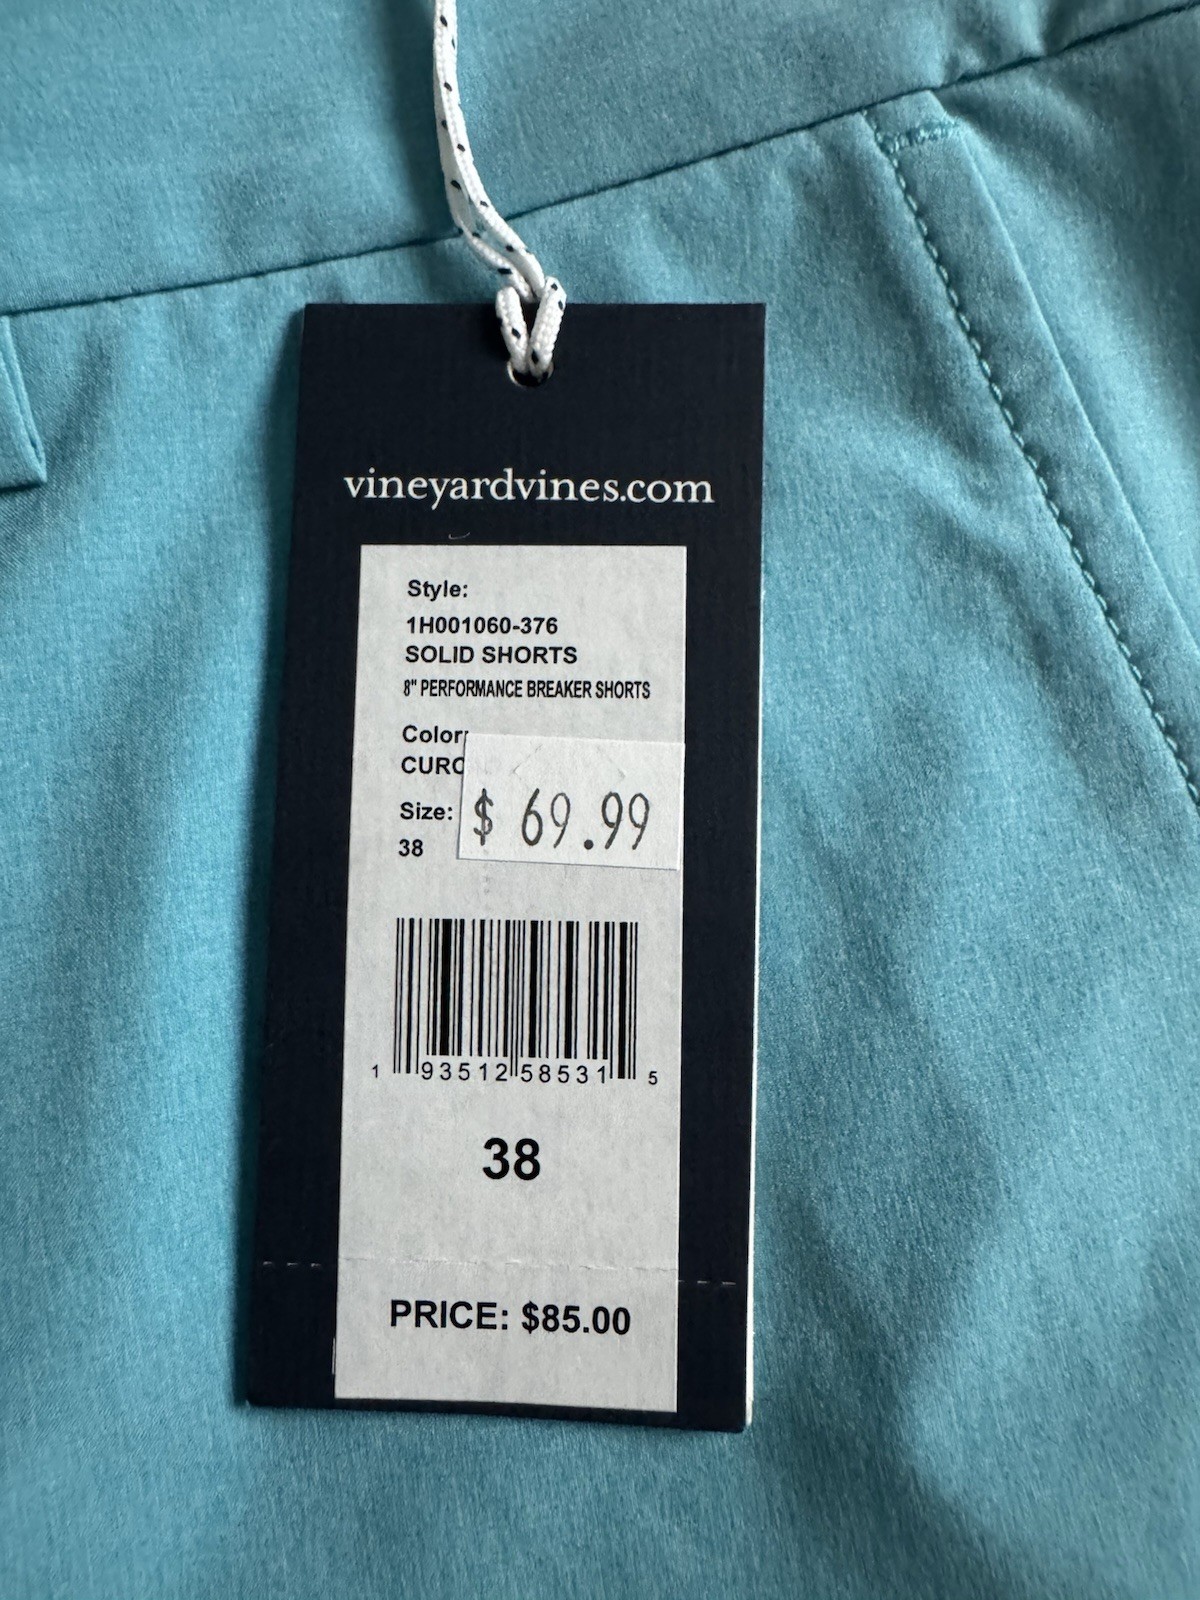 vineyardvines.com
Style:
1H001060-376
SOLID SHORTS
8" PERFORMANCE BREAKER SHORTS
Color:
$ 69.99
Size:
38
1 93512 58531 5
38
PRICE: $85.00